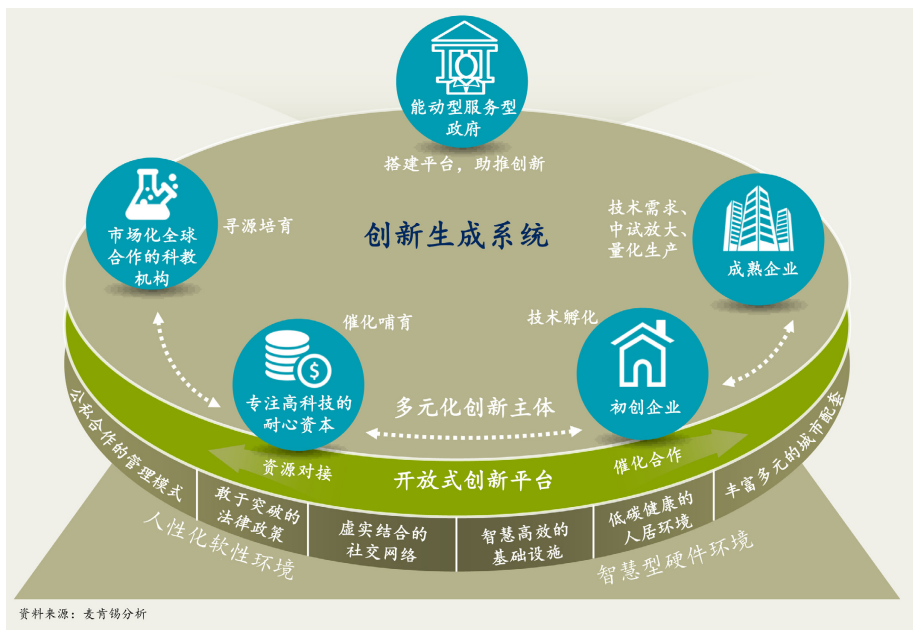 能动型服务型
政府
搭建平台，助推创新
市场化全球
合作的科教
机构
寻源培育
创新生成系统
技术需求、
中试放大、
量化生产
成熟企业
催化哺育
技术孵化
$
专注高科技的
耐心资本
多元化创新主体
初创企业
资源对接
开放式创新平台
催化合作
公私合作的管理模式
敢于突破的
法律政策
虚实结合的
社交网络
智慧高效的
基础设施
低碳健康的
人居环境
丰富多元的城市配套
人性化软性环境
智慧型硬件环境
资料来源：麦肯锡分析